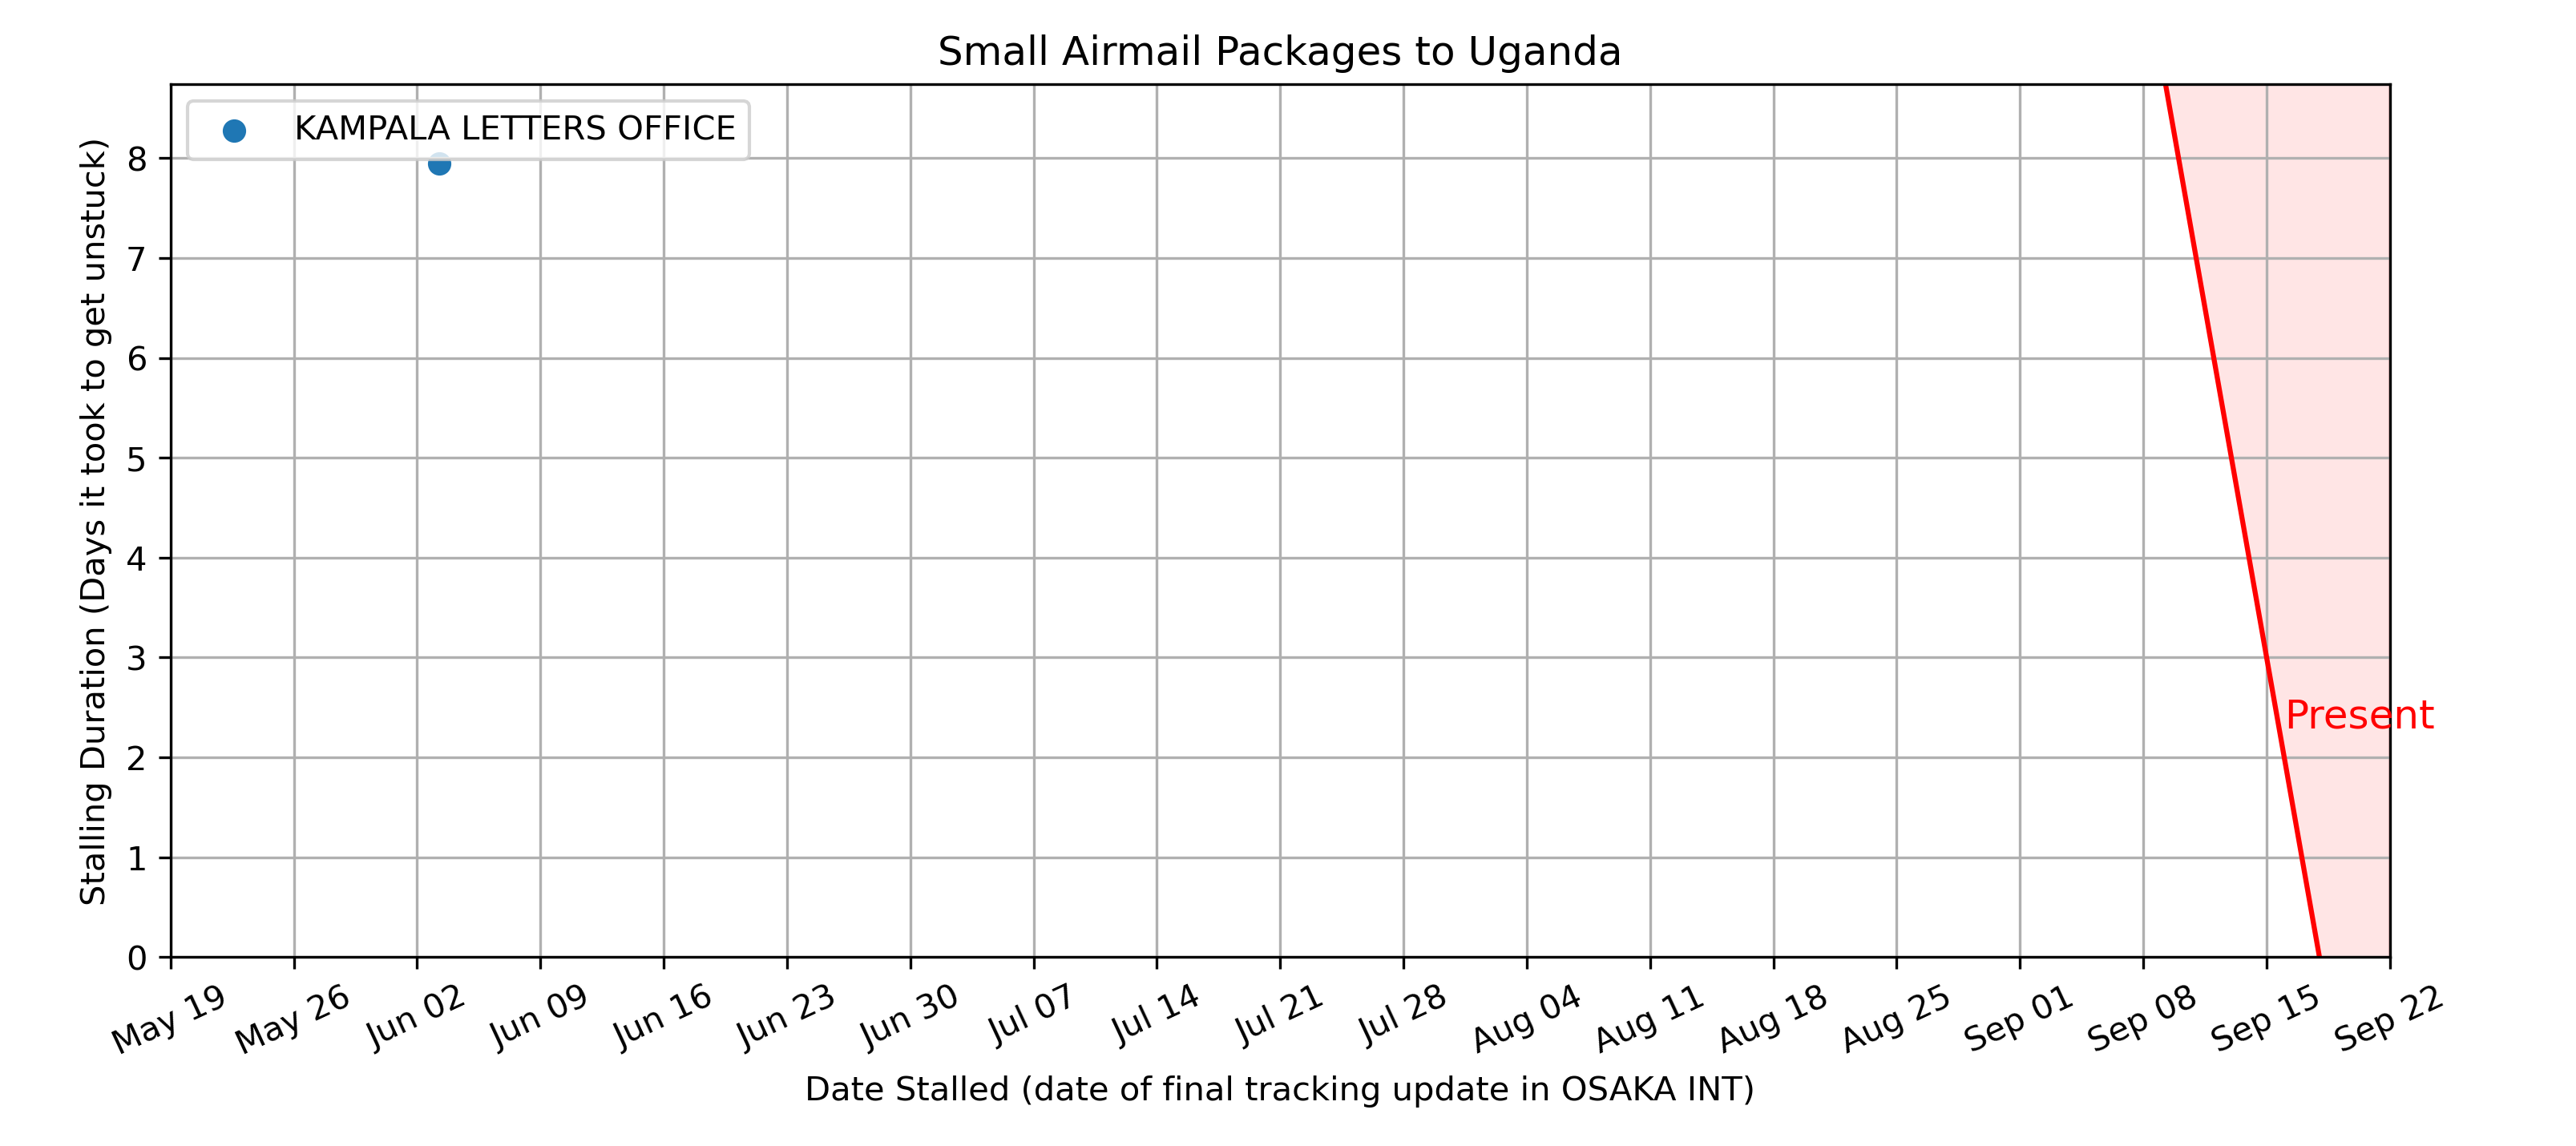 Small Airmail Packages to Uganda
KAMPALA LETTERS OFFICE
Stalling Duration (Days it took to get unstuck)
8
7
6
5
4
3
2
1
0
Present
May 19 May 26 Jun 02 Jun 09 Jun 16 Jun 23 Jun 30 Jul 07 Jul 14 Jul 21 Jul 28 Aug 04 Aug 11 Aug 18 Aug 25 Sep 01 Sep 08 Sep 15 Sep 22
Date Stalled (date of final tracking update in OSAKA INT)